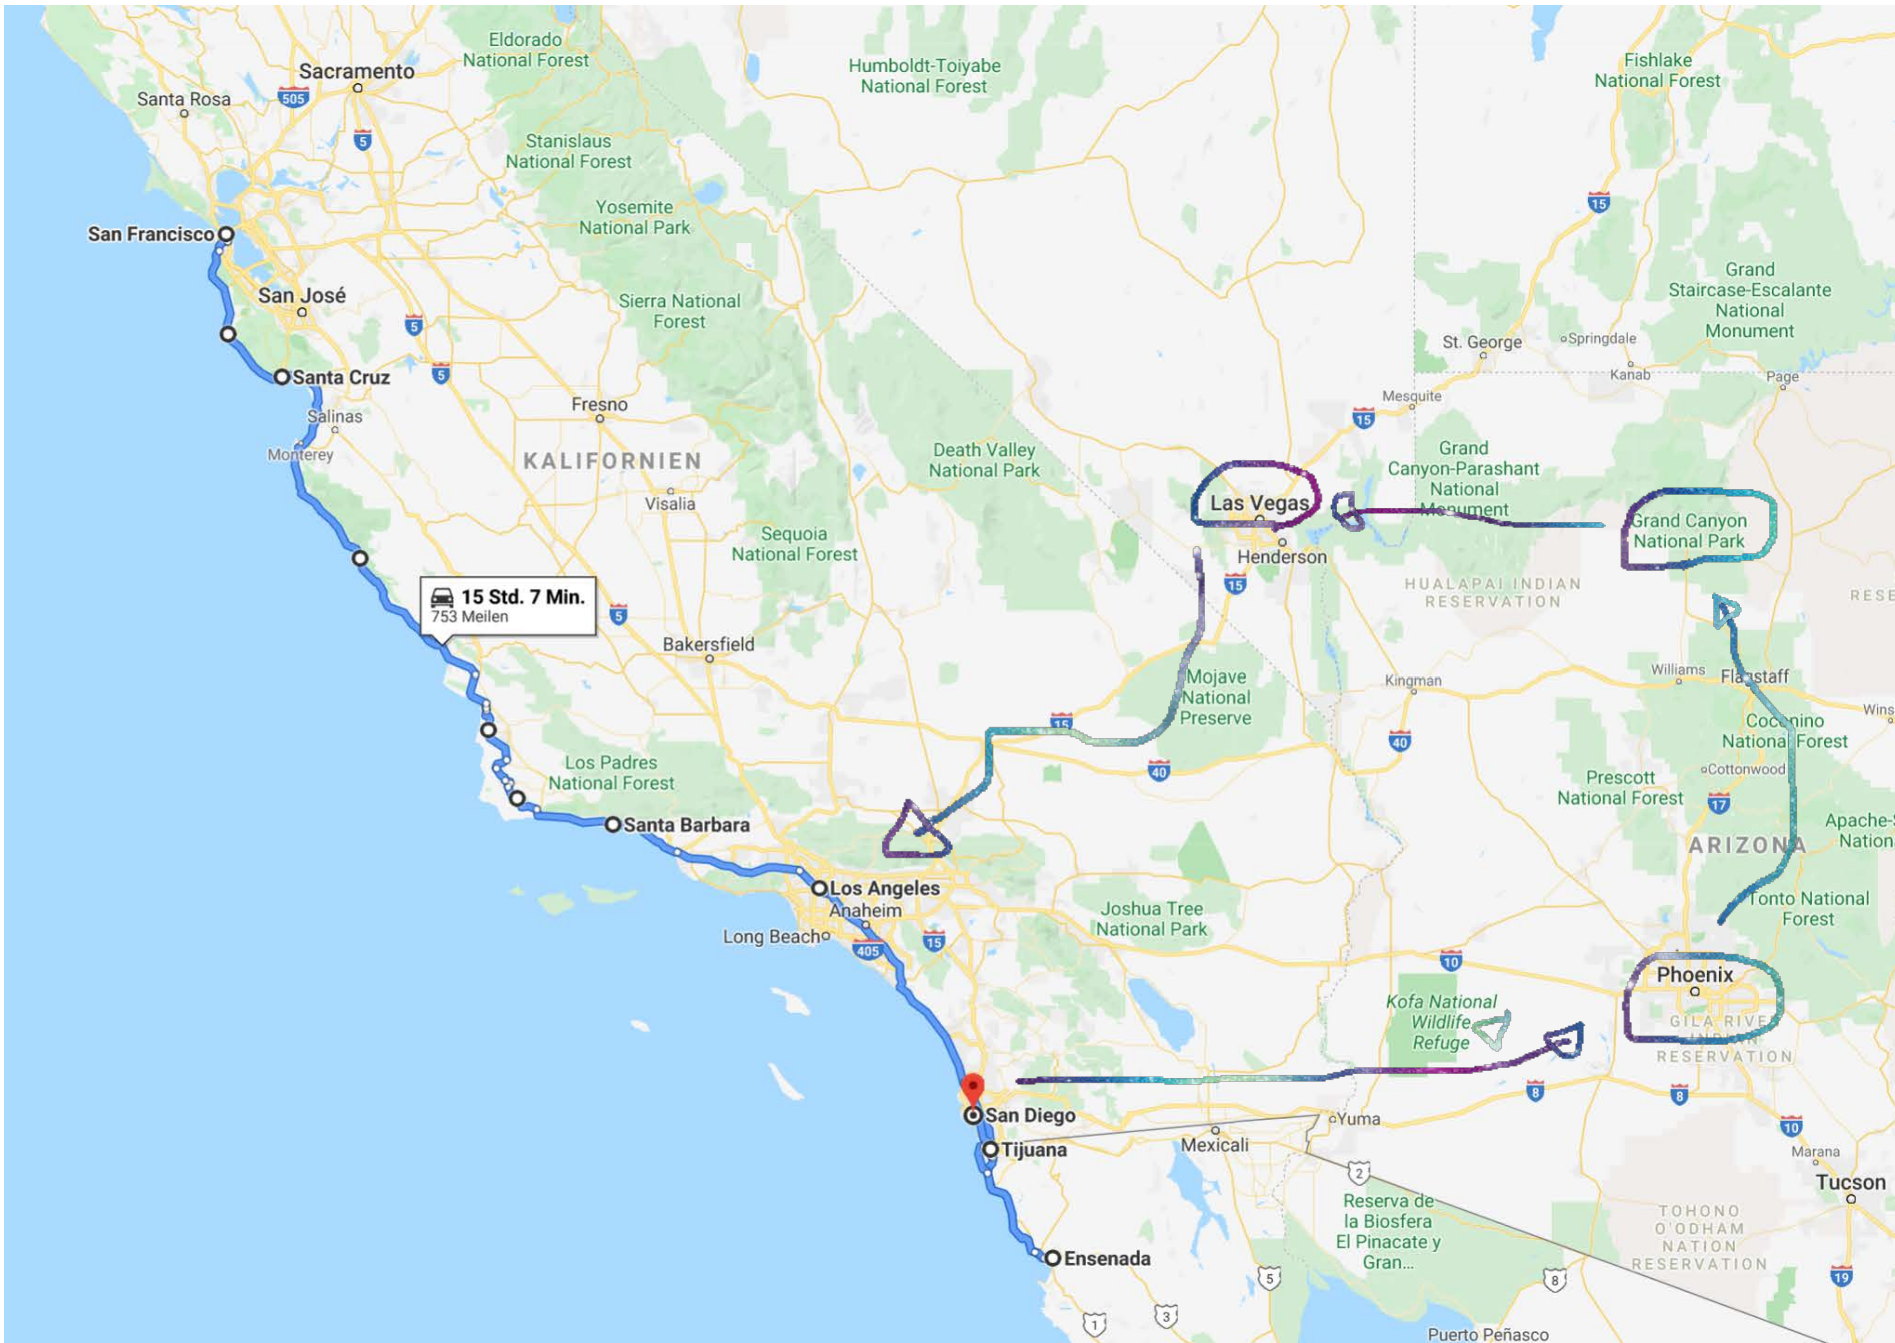 Eldorado
National Forest
Sacramento
Santa Rosa
505
5
Humboldt-Toiyabe
National Forest
Fishlake
National Forest
Stanislaus
National Forest
15
Yosemite
National Park
San Francisco
San José
Sierra National
Forest
5
5
Grand
Staircase-Escalante
National
Monument
St. George
Springdale
Kanab
Page
Santa Cruz
Salinas
Monterey
Fresno
KALIFORNIEN
Visalia
Mesquite
15
Death Valley
National Park
Grand
Canyon-Parashant
National
Monument
Las Vegas
Henderson
15
Grand Canyon
National Park
Sequoia
National Forest
HUALAPAI INDIAN
RESERVATION
RESE
15 Std. 7 Min.
753 Meilen
5
Bakersfield
Mojave
National
Preserve
Kingman
Williams
Flagstaff
Wins
15
40
40
Coconino
National Forest
Cottonwood
Prescott
National Forest
17
Los Padres
National Forest
Santa Barbara
ARIZONA
Apache-S
Nation
Los Angeles
Anaheim
Long Beach
405
15
Joshua Tree
National Park
Tonto National
Forest
10
Phoenix
Kofa National
Wildlife
Refuge
GILA RIVER
INDIAN
RESERVATION
8
8
San Diego
Tijuana
Mexicali
Yuma
10
Marana
Tucson
2
Reserva de
la Biosfera
El Pinacate y
Gran...
TOHONO
O'ODHAM
NATION
RESERVATION
Ensenada
5
8
19
1
3
Puerto Peñasco